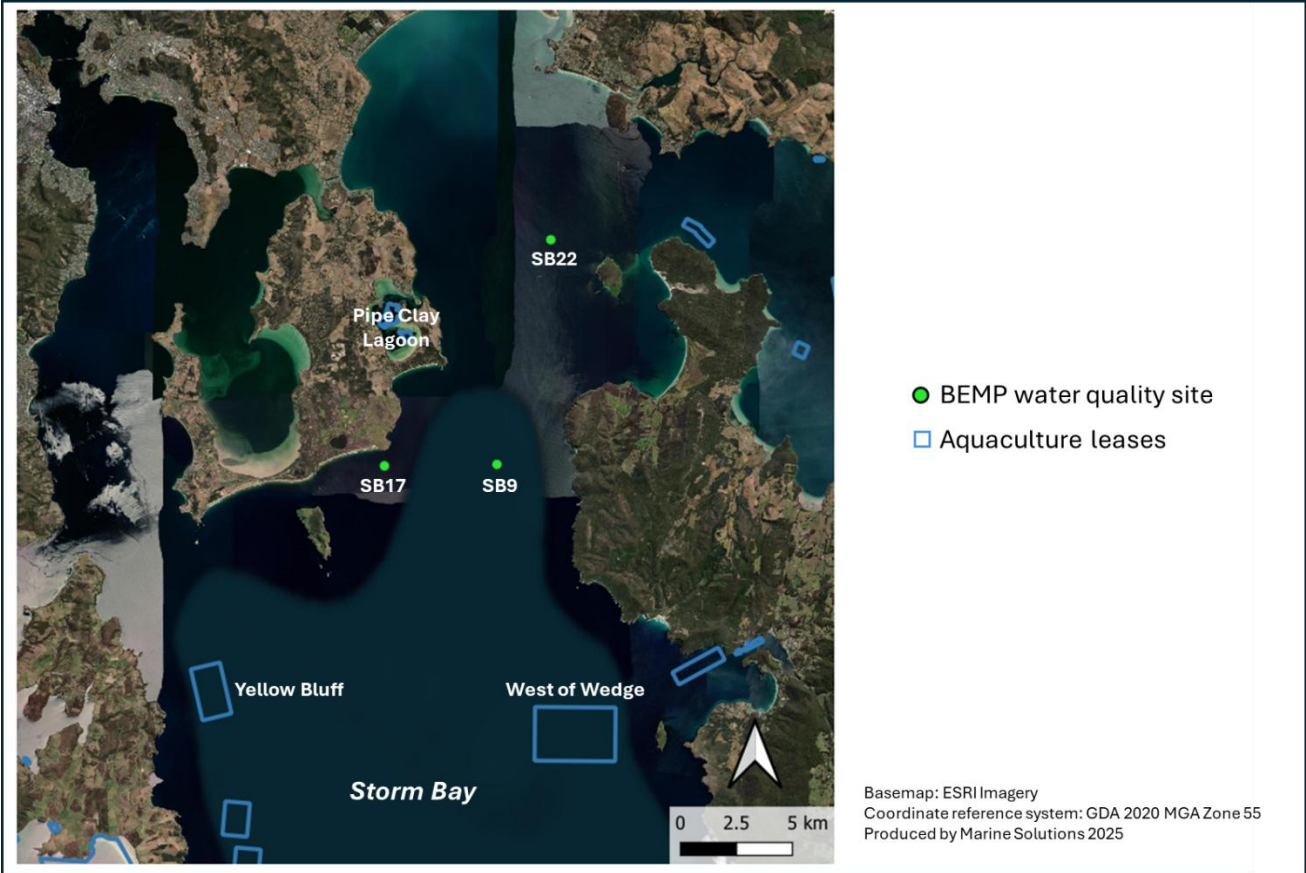 SB22
Pipe Clay
Lagoon
BEMP water quality site
Aquaculture leases
SB17
SB9
Yellow Bluff
West of Wedge
Storm Bay
0 2.5 5 km
Basemap: ESRI Imagery
Coordinate reference system: GDA 2020 MGA Zone 55
Produced by Marine Solutions 2025